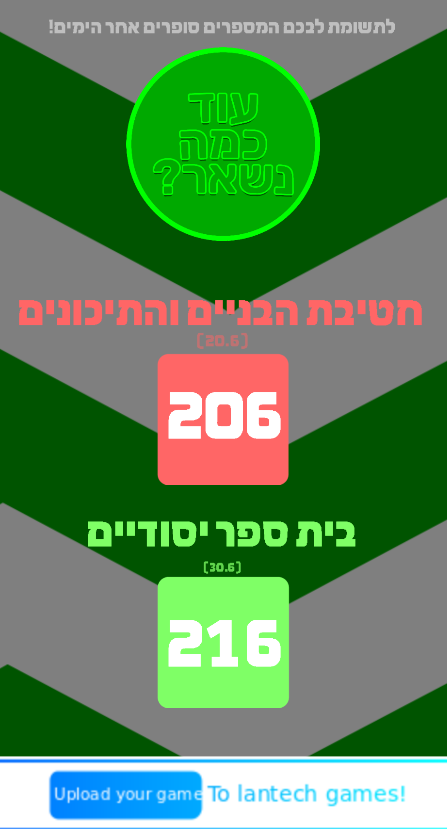 לתשומת לבכם המספרים סופרים אחר הימים!
עוד
כמה
נשאר?
חטיבת הבניים והתיכונים
(20.6)
206
בית ספר יסודיים
(30.6)
216
Upload your game To lantech games!